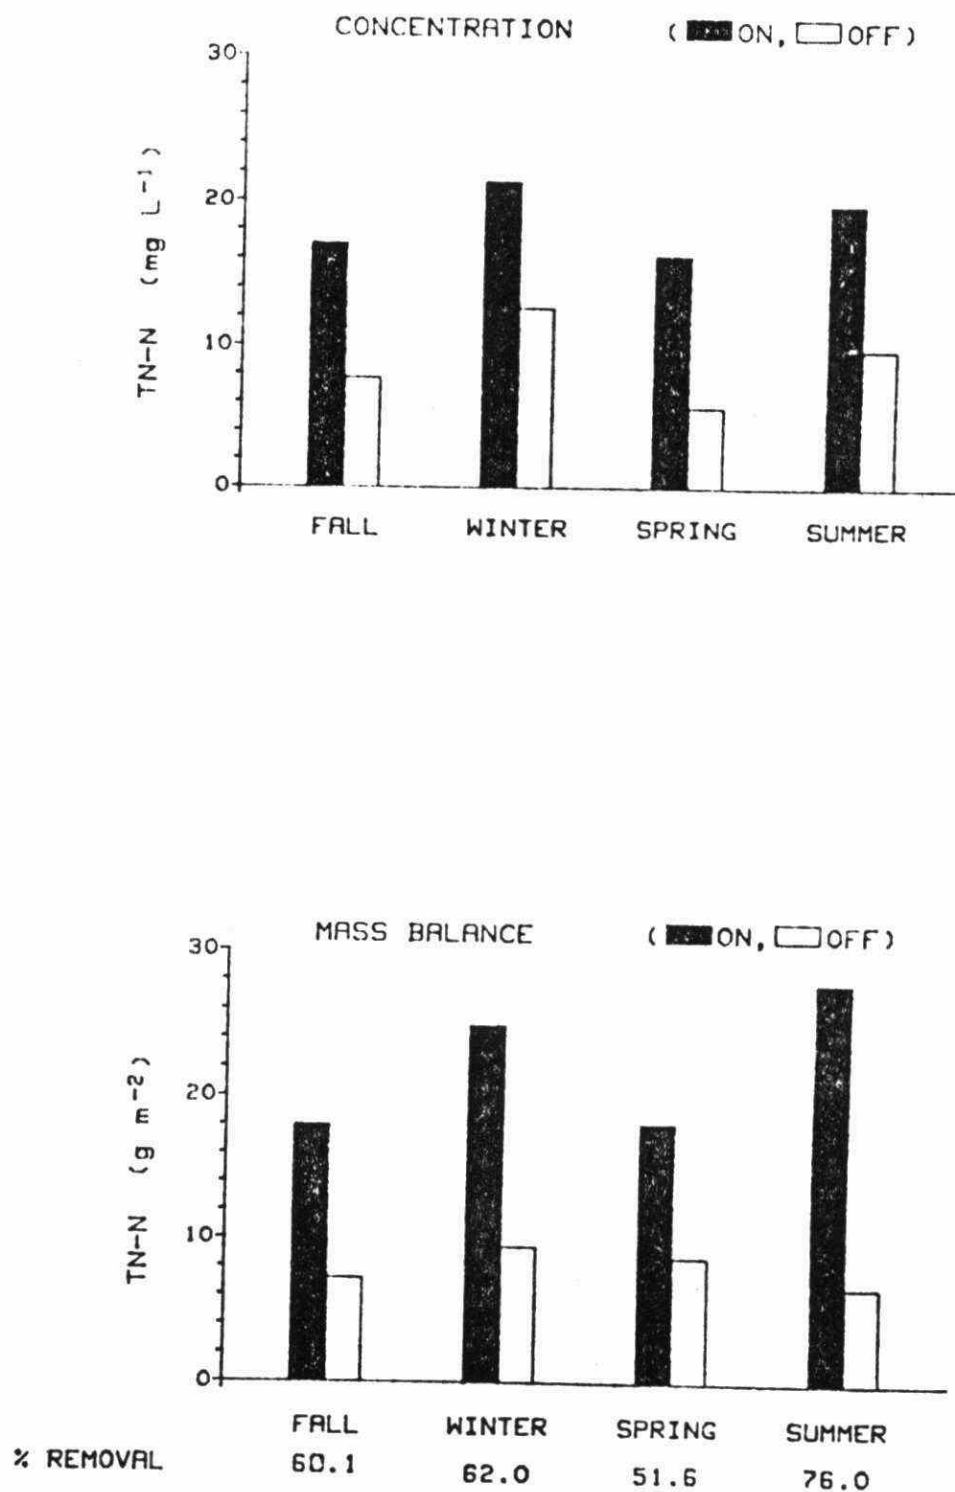 CONCENTRATION (ON, OFF)
30
20
10
0
TN-N (mg L-1)
FALL WINTER SPRING SUMMER
MASS BALANCE (ON, OFF)
30
20
10
0
TN-N (g m-2)
FALL WINTER SPRING SUMMER
% REMOVAL 60.1 62.0 51.6 76.0